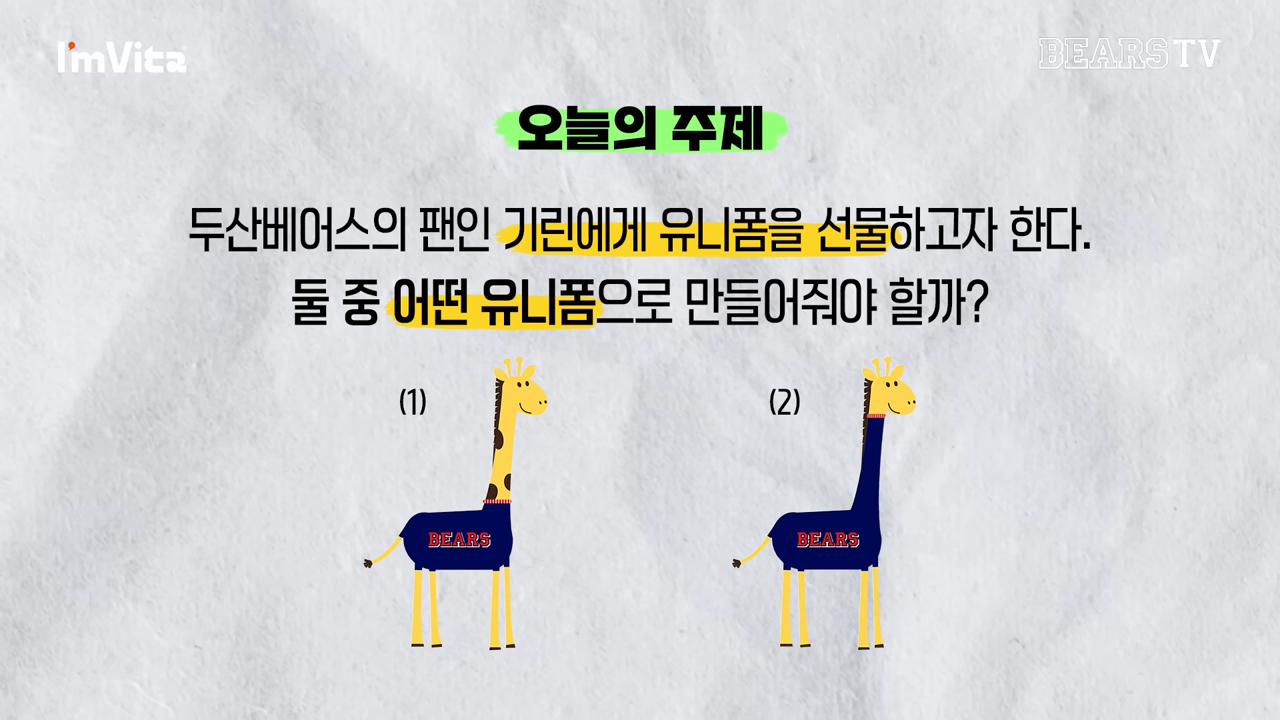 I'mVita
BEARS TV
오늘의 주제
두산베어스의 팬인 기린에게 유니폼을 선물하고자 한다.
둘 중 어떤 유니폼으로 만들어줘야 할까?
(1)
(2)
BEARS
BEARS